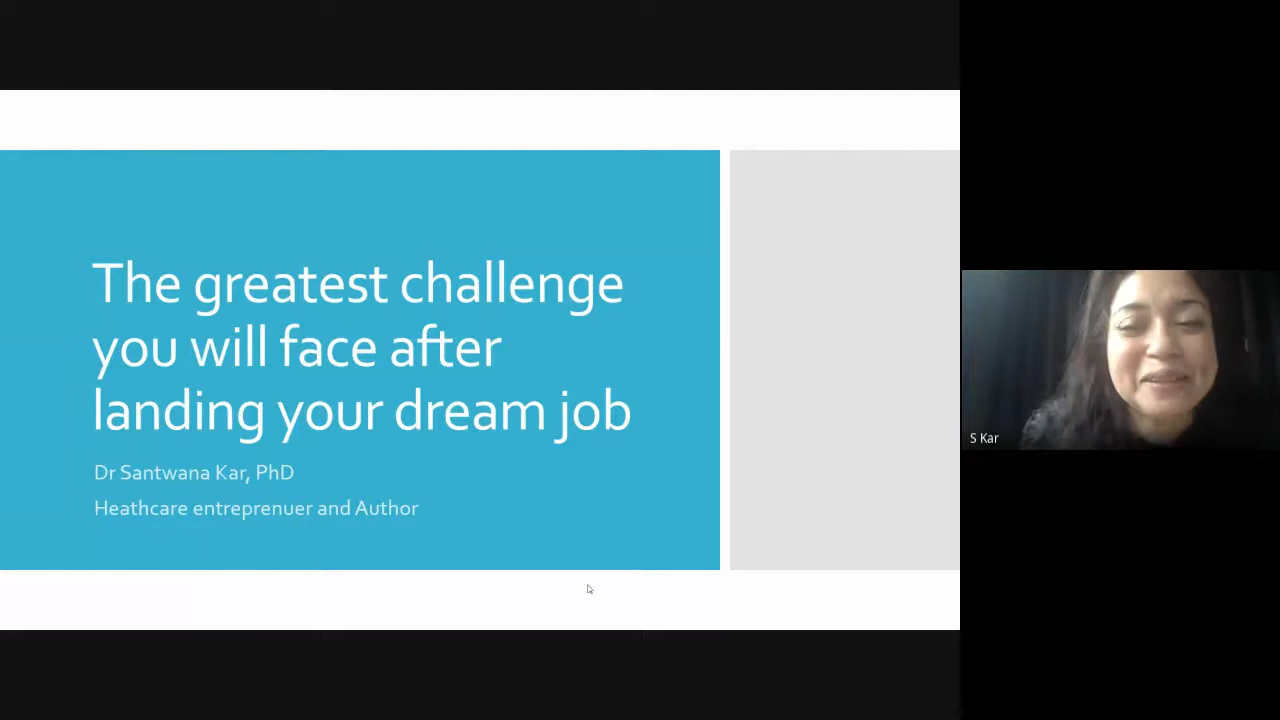 The greatest challenge
you will face after
landing your dream job
Dr Santwana Kar, PhD
Heathcare entreprenuer and Author
S Kar